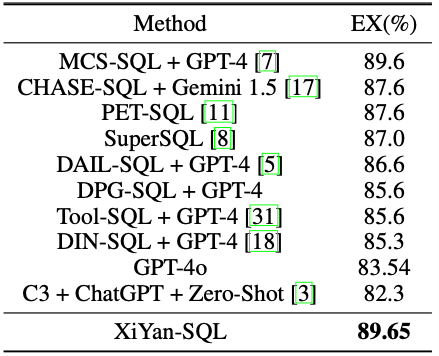 Method EX(%)
MCS-SQL + GPT-4 [7] 89.6
CHASE-SQL + Gemini 1.5 [17] 87.6
PET-SQL [11] 87.6
SuperSQL [8] 87.0
DAIL-SQL + GPT-4 [5] 86.6
DPG-SQL + GPT-4 85.6
Tool-SQL + GPT-4 [31] 85.6
DIN-SQL + GPT-4 [18] 85.3
GPT-4o 83.54
C3 + ChatGPT + Zero-Shot [3] 82.3
XiYan-SQL 89.65